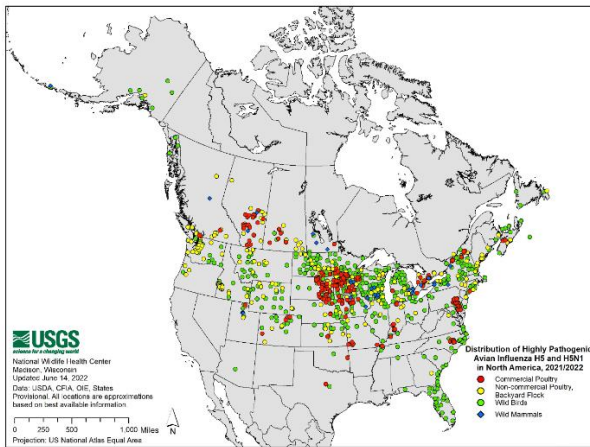 USGS
science for a changing world
National Wildlife Health Center
Madison, Wisconsin
Updated June 14, 2022
Data: USDA, CFIA, OIE, States
Provisional. All locations are approximations
based on best available information.
0 250 500 1,000 Miles
N
Projection: US National Atlas Equal Area
Distribution of Highly Pathogenic
Avian Influenza H5 and H5N1
in North America, 2021/2022
Commercial Poultry
Non-commercial Poultry,
Backyard Flock
Wild Birds
Wild Mammals